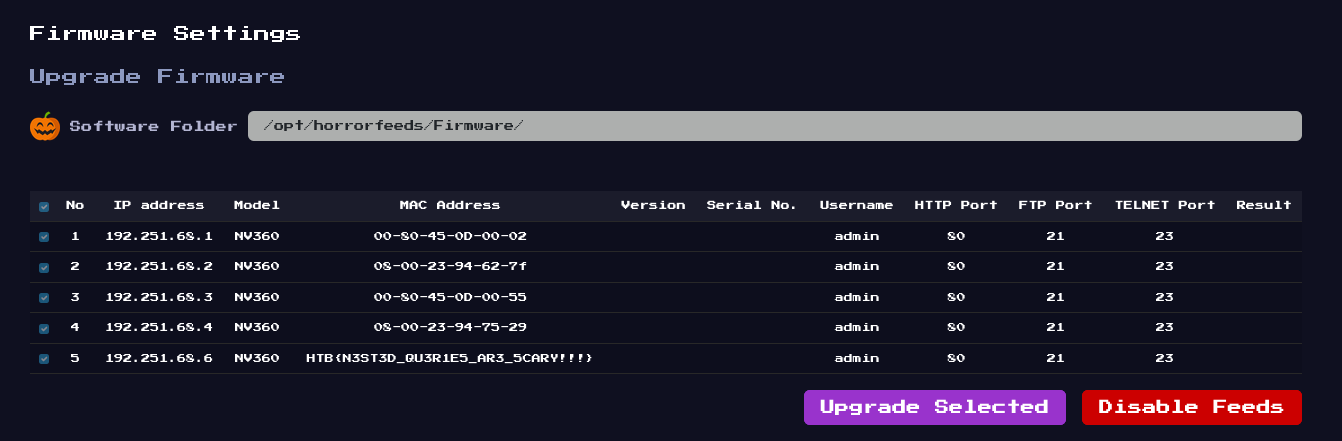 Firmware Settings
Upgrade Firmware
Software Folder /opt/horrorfeeds/Firmware/
No IP address Model MAC Address Version Serial No. Username HTTP Port FTP Port TELNET Port Result
1 192.251.68.1 NV360 00-80-45-0D-00-02 admin 80 21 23
2 192.251.68.2 NV360 08-00-23-94-62-7f admin 80 21 23
3 192.251.68.3 NV360 00-80-45-0D-00-55 admin 80 21 23
4 192.251.68.4 NV360 08-00-23-94-75-29 admin 80 21 23
5 192.251.68.6 NV360 HTB{N3ST3D_QU3R1E5_AR3_5CARY!!!} admin 80 21 23
Upgrade Selected Disable Feeds